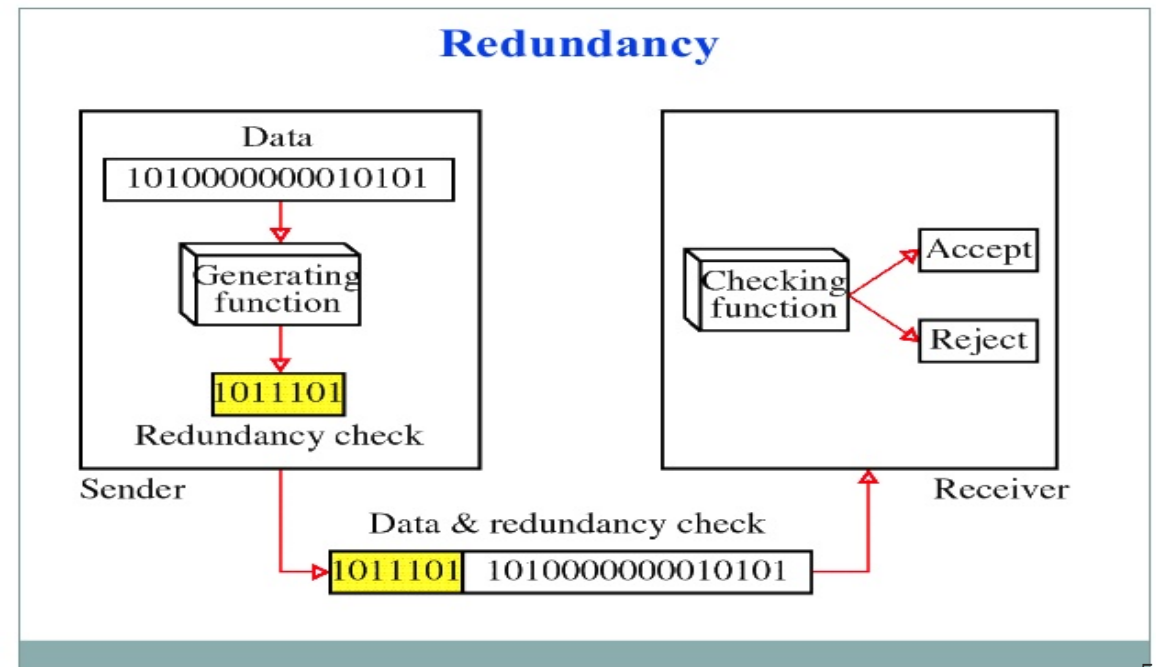 Redundancy
Data
1010000000010101
Generating
function
1011101
Redundancy check
Sender
Checking
function
Accept
Reject
Receiver
Data & redundancy check
1011101 1010000000010101